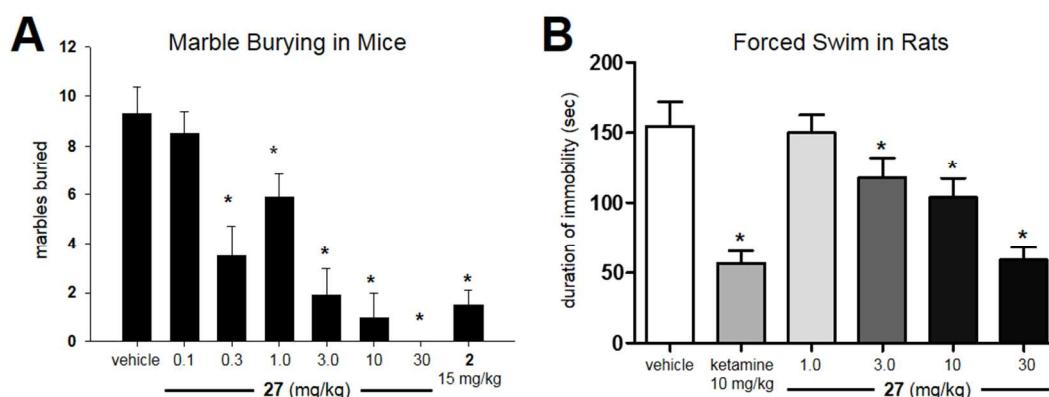 A
Marble Burying in Mice
12
10
8
6
4
2
0
marbles buried
* * * * * *
vehicle 0.1 0.3 1.0 3.0 10 30 2
15 mg/kg
27 (mg/kg)
B
Forced Swim in Rats
200
150
100
50
0
duration of immobility (sec)
* * * *
vehicle ketamine 1.0 3.0 10 30
10 mg/kg
27 (mg/kg)